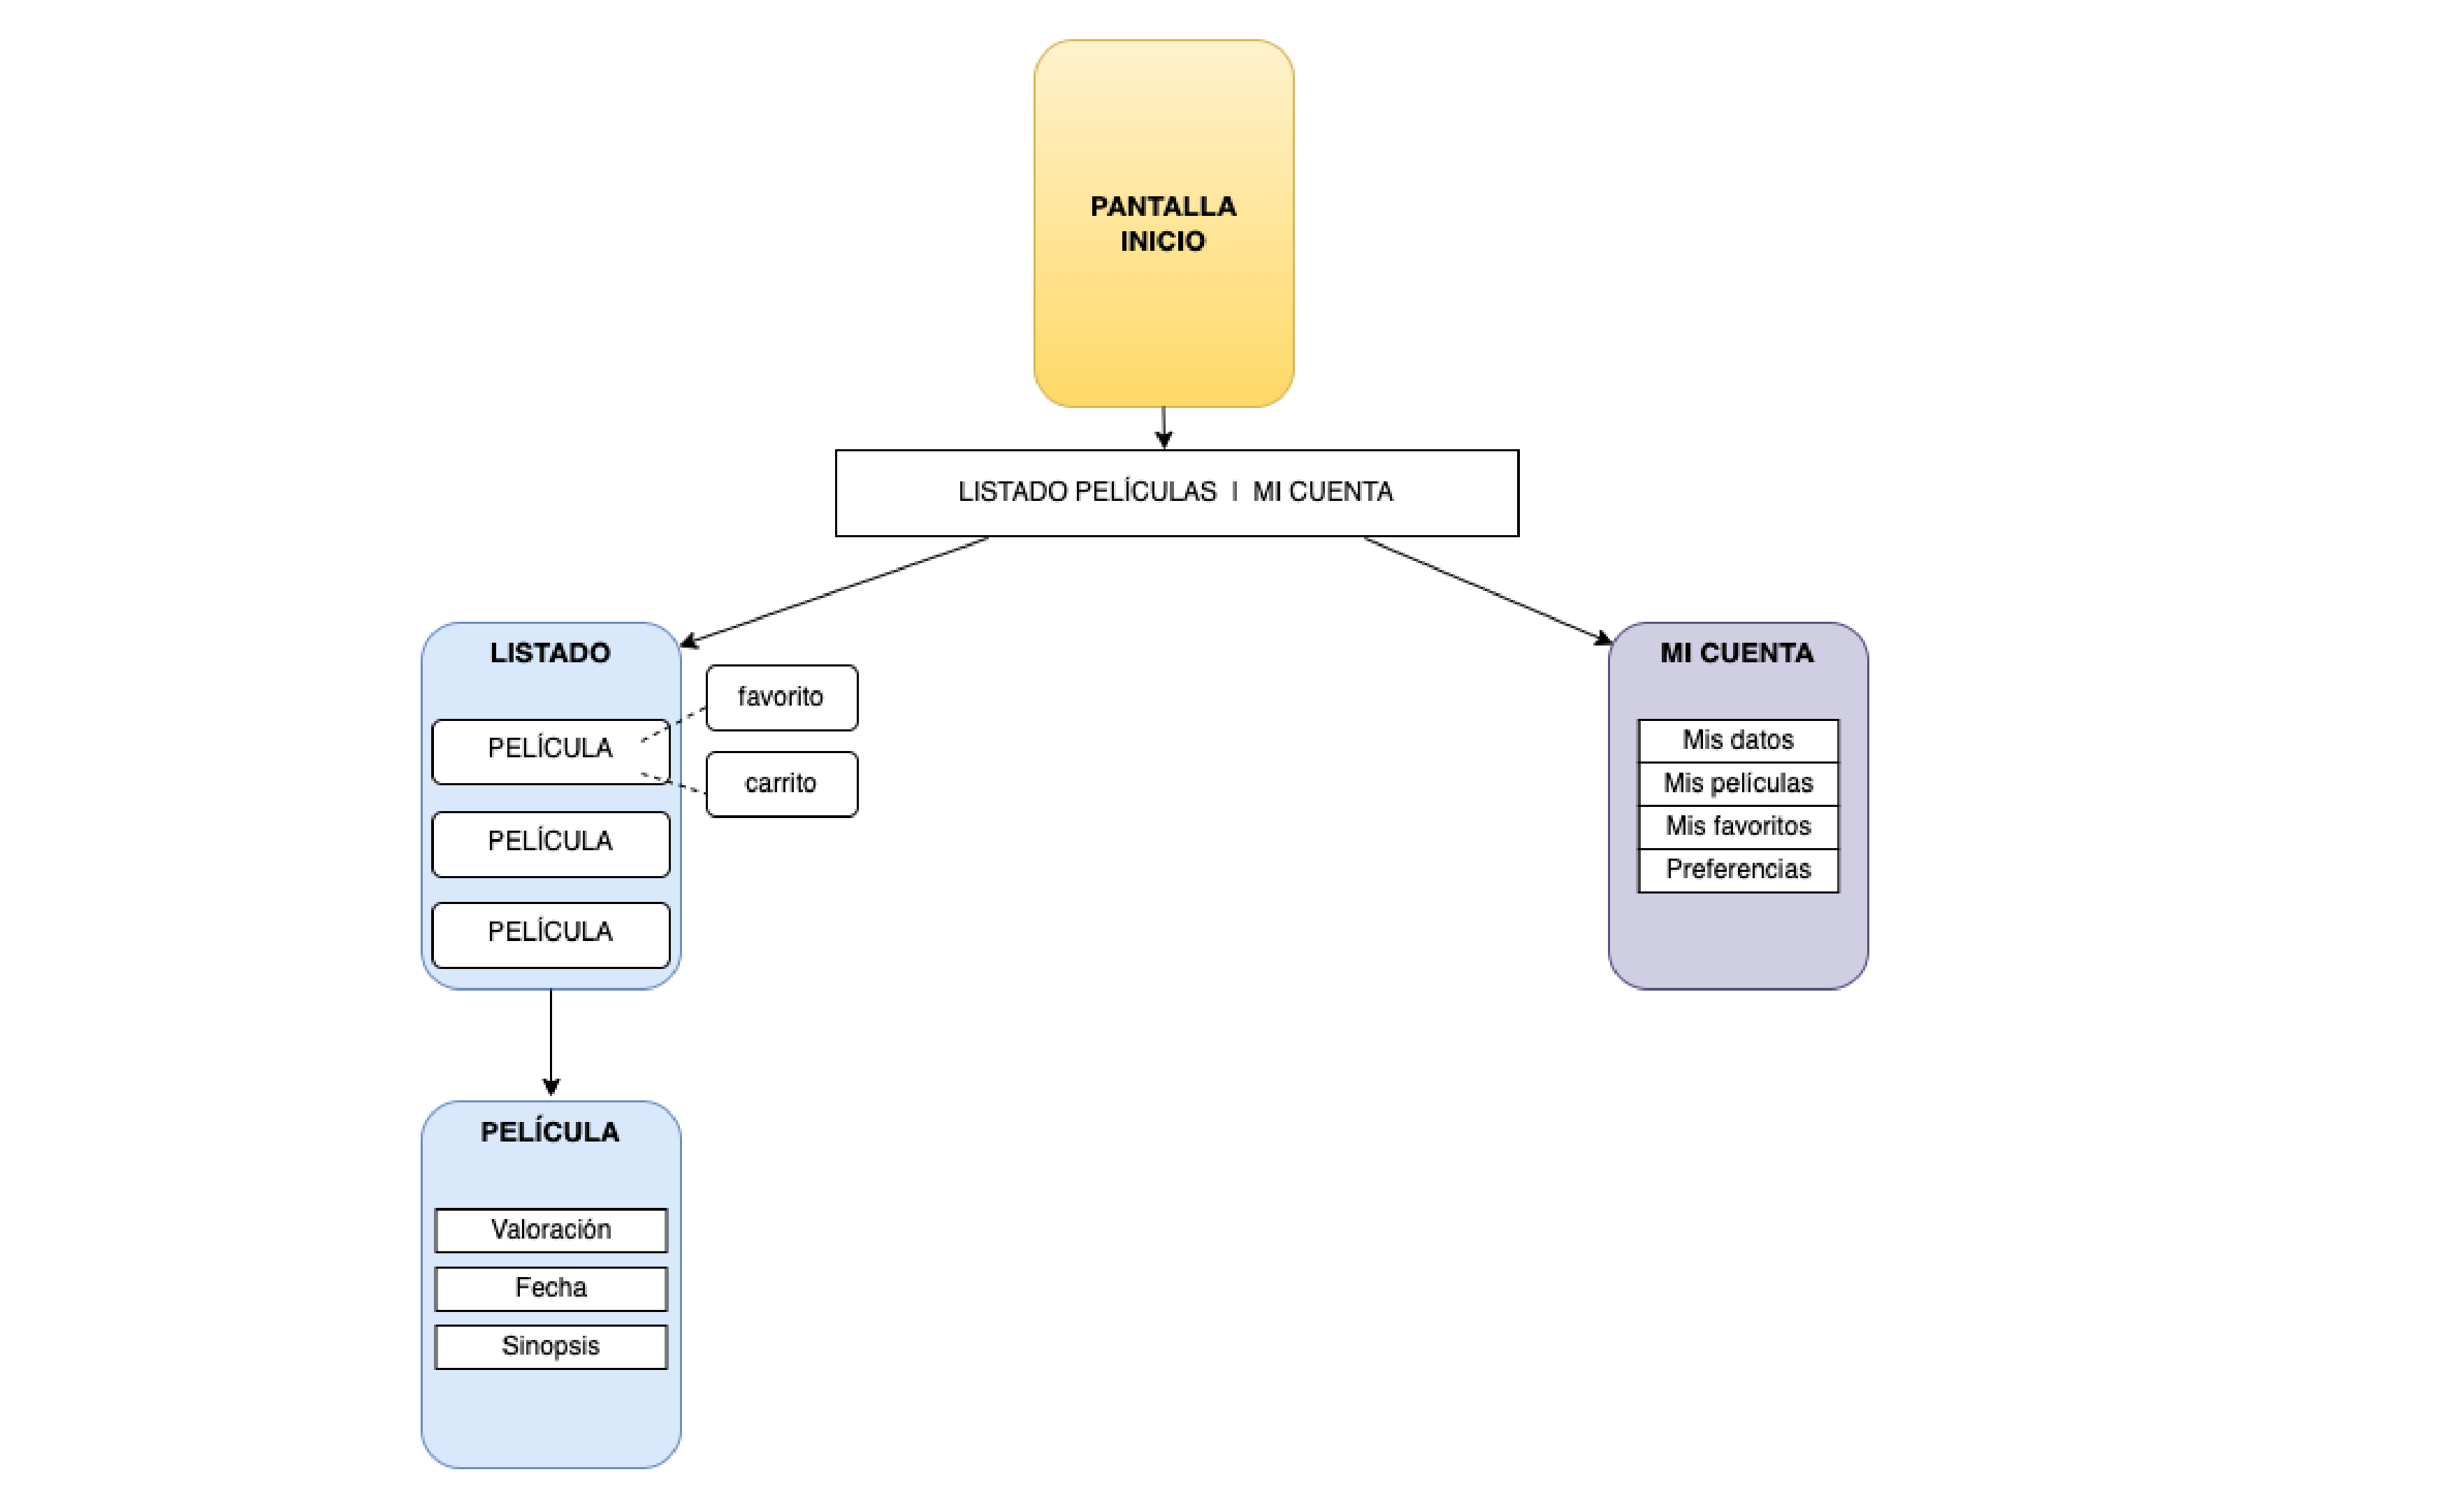 PANTALLA
INICIO
LISTADO PELÍCULAS | MI CUENTA
LISTADO
PELÍCULA
favorito
carrito
PELÍCULA
PELÍCULA
MI CUENTA
Mis datos
Mis películas
Mis favoritos
Preferencias
PELÍCULA
Valoración
Fecha
Sinopsis